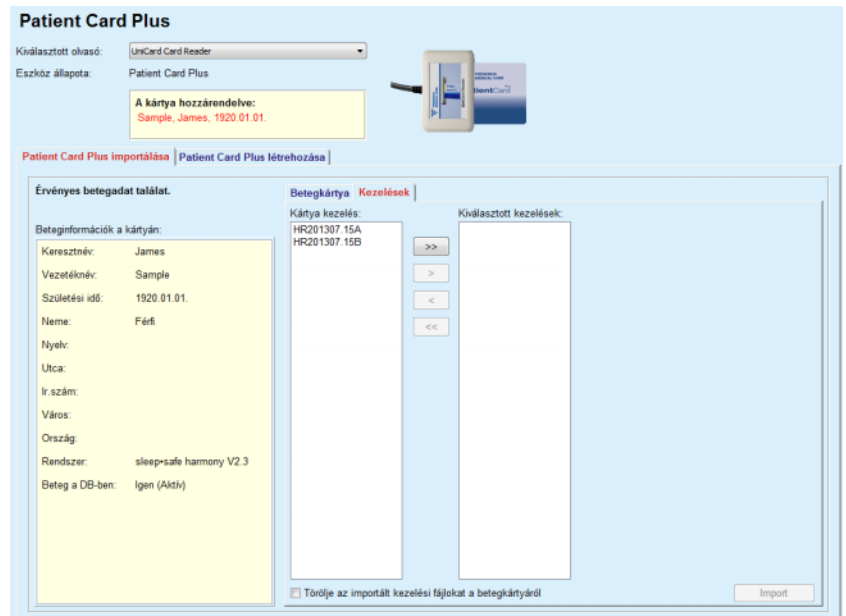 Patient Card Plus
Kiválasztott olvasó: UniCard Card Reader
Eszköz állapota: Patient Card Plus
A kártya hozzárendelve:
Sample, James, 1920.01.01.
Patient Card Plus importálása Patient Card Plus létrehozása
Érvényes betegadat találat.
Beteginformációk a kártyán:
Keresztnév: James
Vezetéknév: Sample
Születési idő: 1920.01.01.
Neme: Férfi
Nyelv:
Utca:
Ir.szám:
Város:
Ország:
Rendszer: sleep•safe harmony V2.3
Beteg a DB-ben: Igen (Aktív)
Betegkártya Kezelések
Kártya kezelés: Kiválasztott kezelések:
HR201307.15A
HR201307.15B
>>
>
<
<<
Törölje az importált kezelési fájlokat a betegkártyáról
Import